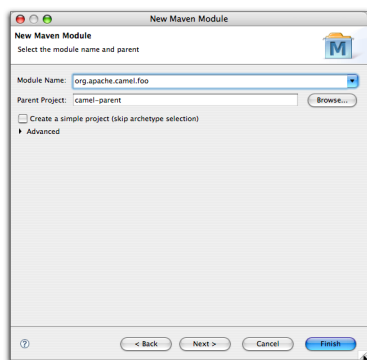 New Maven Module
New Maven Module
Select the module name and parent
M
Module Name: org.apache.camel.foo
Parent Project: camel-parent Browse...
Create a simple project (skip archetype selection)
Advanced
? < Back Next > Cancel Finish